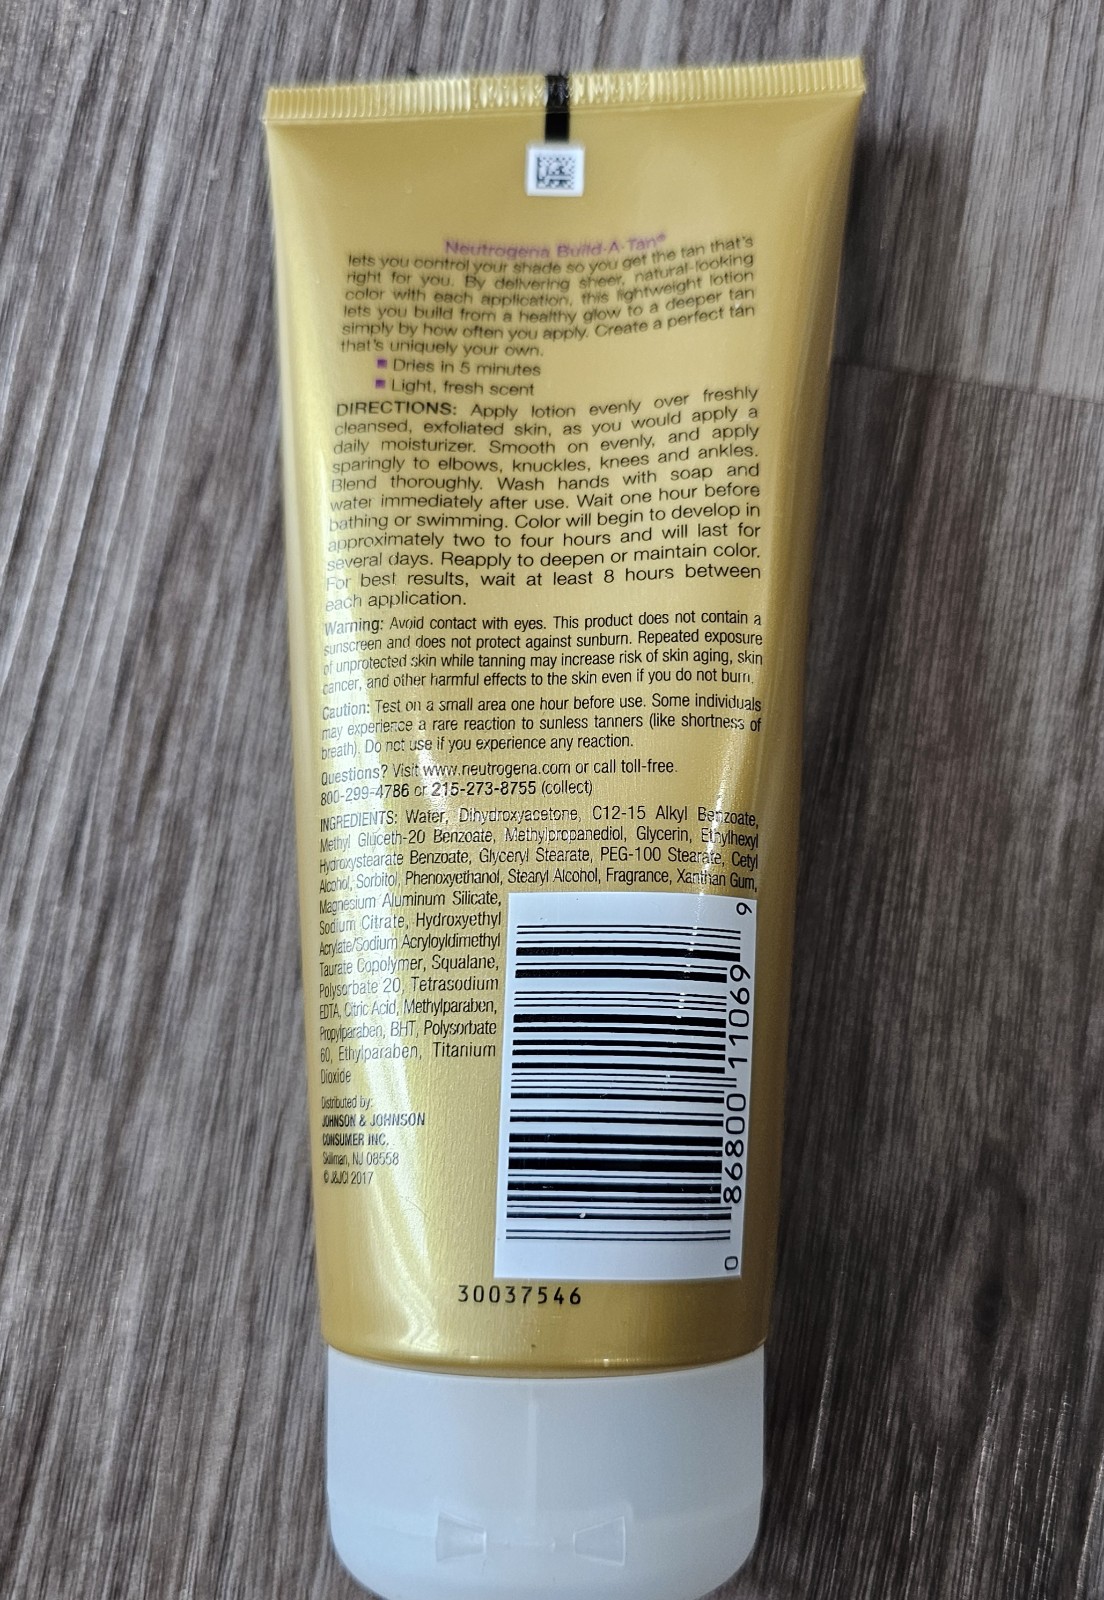 Neutrogena Build-A-Tan®
lets you control your shade so you get the tan that's
right for you. By delivering sheer, natural-looking
color with each application, this lightweight lotion
lets you build from a healthy glow to a deeper tan
simply by how often you apply. Create a perfect tan
that's uniquely your own.
■ Dries in 5 minutes
■ Light, fresh scent
DIRECTIONS: Apply lotion evenly over freshly
cleansed, exfoliated skin, as you would apply a
daily moisturizer. Smooth on evenly, and apply
sparingly to elbows, knuckles, knees and ankles.
Blend thoroughly. Wash hands with soap and
water immediately after use. Wait one hour before
bathing or swimming. Color will begin to develop in
approximately two to four hours and will last for
several days. Reapply to deepen or maintain color.
For best results, wait at least 8 hours between
each application.
Warning: Avoid contact with eyes. This product does not contain a
sunscreen and does not protect against sunburn. Repeated exposure
of unprotected skin while tanning may increase risk of skin aging, skin
cancer, and other harmful effects to the skin even if you do not burn.
Caution: Test on a small area one hour before use. Some individuals
may experience a rare reaction to sunless tanners (like shortness of
breath). Do not use if you experience any reaction.
Questions? Visit www.neutrogena.com or call toll-free.
800-299-4786 or 215-273-8755 (collect)
INGREDIENTS: Water, Dihydroxyacetone, C12-15 Alkyl Benzoate,
Methyl Gluceth-20 Benzoate, Methylpropanediol, Glycerin, Ethylhexyl
Hydroxystearate Benzoate, Glyceryl Stearate, PEG-100 Stearate, Cetyl
Alcohol, Sorbitol, Phenoxyethanol, Stearyl Alcohol, Fragrance, Xanthan Gum,
Magnesium Aluminum Silicate,
Sodium Citrate, Hydroxyethyl
Acrylate/Sodium Acryloyldimethyl
Taurate Copolymer, Squalane,
Polysorbate 20, Tetrasodium
EDTA, Citric Acid, Methylparaben,
Propylparaben, BHT, Polysorbate
60, Ethylparaben, Titanium
Dioxide
Distributed by:
JOHNSON & JOHNSON
CONSUMER INC.
Skillman, NJ 08558
© J&JCI 2017
0 86800 11069 9
30037546